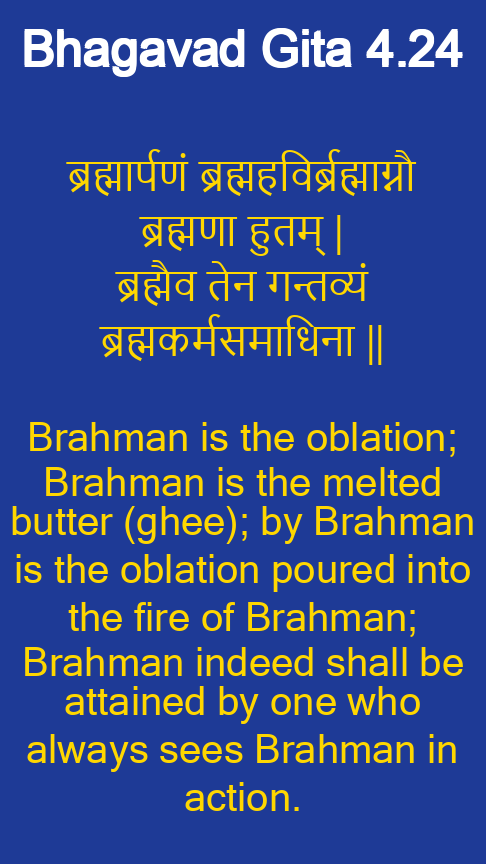 Bhagavad Gita 4.24
ब्रह्मार्पणं ब्रह्महविर्ब्रह्माग्नौ
ब्रह्मणा हुतम् |
ब्रह्मैव तेन गन्तव्यं
ब्रह्मकर्मसमाधिना ||
Brahman is the oblation;
Brahman is the melted
butter (ghee); by Brahman
is the oblation poured into
the fire of Brahman;
Brahman indeed shall be
attained by one who
always sees Brahman in
action.